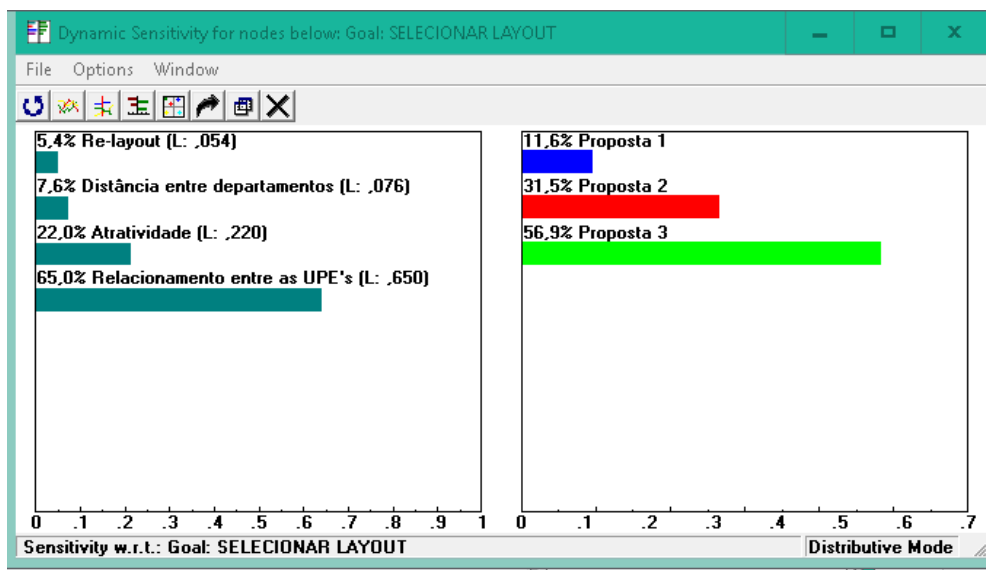 Dynamic Sensitivity for nodes below: Goal: SELECIONAR LAYOUT
File Options Window
5,4% Re-layout (L: ,054)
7,6% Distância entre departamentos (L: ,076)
22,0% Atratividade (L: ,220)
65,0% Relacionamento entre as UPE's (L: ,650)
0 .1 .2 .3 .4 .5 .6 .7 .8 .9 1
11,6% Proposta 1
31,5% Proposta 2
56,9% Proposta 3
0 .1 .2 .3 .4 .5 .6 .7
Sensitivity w.r.t.: Goal: SELECIONAR LAYOUT
Distributive Mode